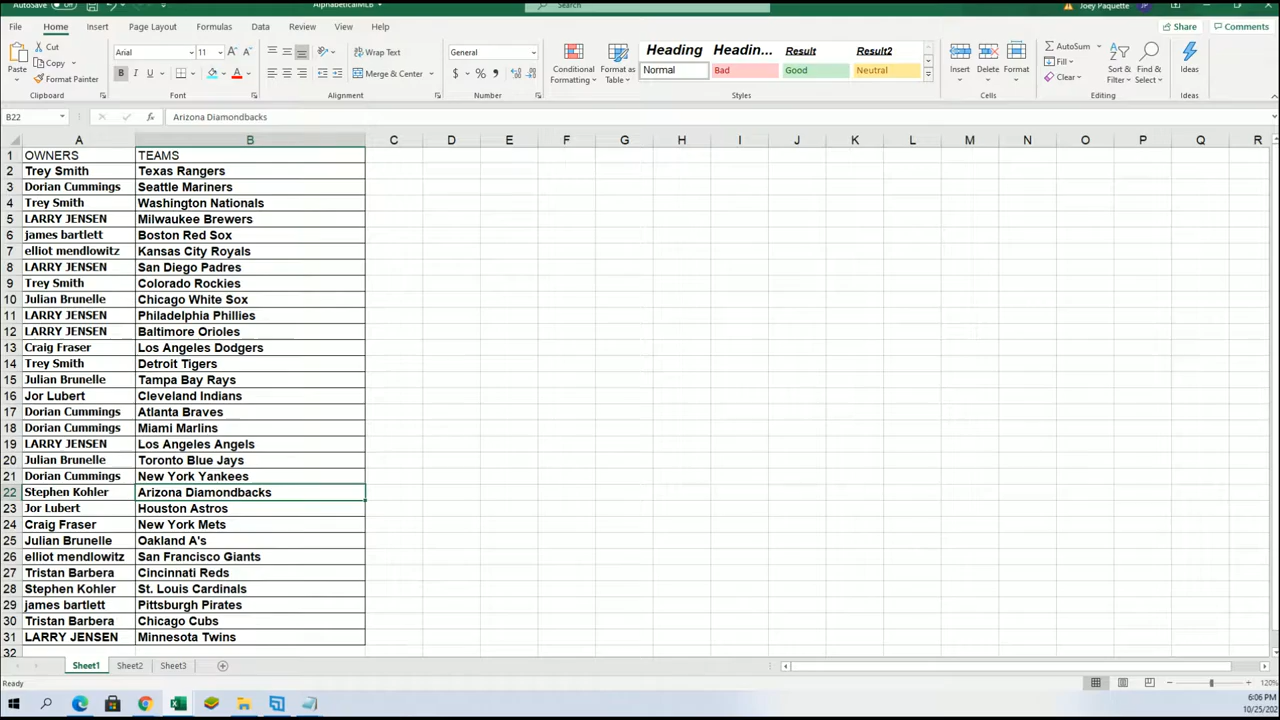 AutoSave Off AlphabeticalMLB Search Joey Paquette JP
File Home Insert Page Layout Formulas Data Review View Help Share Comments
Paste Cut Copy Format Painter Clipboard
Arial 11 A A B I U A Font
Wrap Text Merge & Center Alignment
General $ % , Number
Conditional Formatting Format as Table
Heading Headin... Result Result2
Normal Bad Good Neutral Styles
Insert Delete Format Cells
AutoSum Fill Clear Sort & Filter Find & Select Editing
Ideas Ideas
B22 fx Arizona Diamondbacks
A B C D E F G H I J K L M N O P Q R
1 OWNERS TEAMS
2 Trey Smith Texas Rangers
3 Dorian Cummings Seattle Mariners
4 Trey Smith Washington Nationals
5 LARRY JENSEN Milwaukee Brewers
6 james bartlett Boston Red Sox
7 elliot mendlowitz Kansas City Royals
8 LARRY JENSEN San Diego Padres
9 Trey Smith Colorado Rockies
10 Julian Brunelle Chicago White Sox
11 LARRY JENSEN Philadelphia Phillies
12 LARRY JENSEN Baltimore Orioles
13 Craig Fraser Los Angeles Dodgers
14 Trey Smith Detroit Tigers
15 Julian Brunelle Tampa Bay Rays
16 Jor Lubert Cleveland Indians
17 Dorian Cummings Atlanta Braves
18 Dorian Cummings Miami Marlins
19 LARRY JENSEN Los Angeles Angels
20 Julian Brunelle Toronto Blue Jays
21 Dorian Cummings New York Yankees
22 Stephen Kohler Arizona Diamondbacks
23 Jor Lubert Houston Astros
24 Craig Fraser New York Mets
25 Julian Brunelle Oakland A's
26 elliot mendlowitz San Francisco Giants
27 Tristan Barbera Cincinnati Reds
28 Stephen Kohler St. Louis Cardinals
29 james bartlett Pittsburgh Pirates
30 Tristan Barbera Chicago Cubs
31 LARRY JENSEN Minnesota Twins
32
Sheet1 Sheet2 Sheet3
Ready 120%
6:06 PM
10/25/202